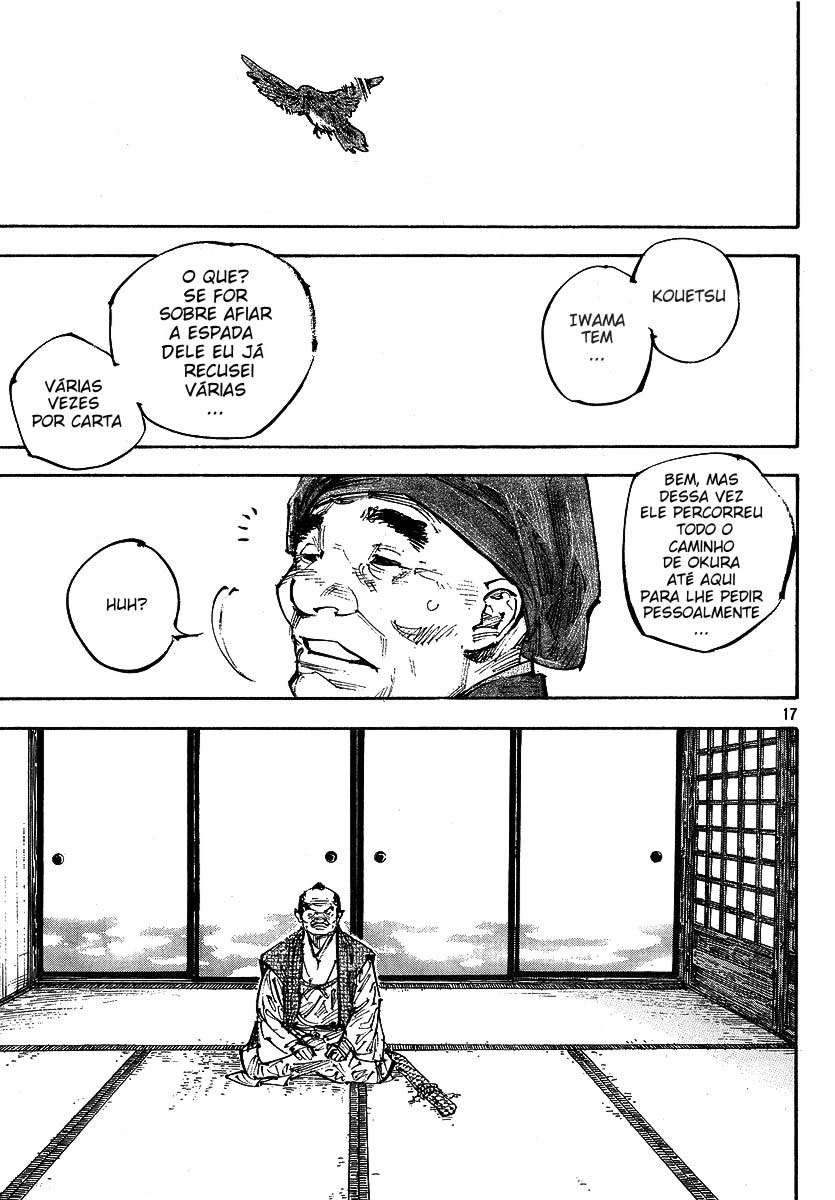 KOUETSU
IWAMA
TEM
...
O QUE?
SE FOR
SOBRE AFIAR
A ESPADA
DELE EU JÁ
RECUSEI
VÁRIAS
...
VÁRIAS
VEZES
POR CARTA
BEM, MAS
DESSA VEZ
ELE PERCORREU
TODO O
CAMINHO
DE OKURA
ATÉ AQUI
PARA LHE PEDIR
PESSOALMENTE
...
HUH?
17